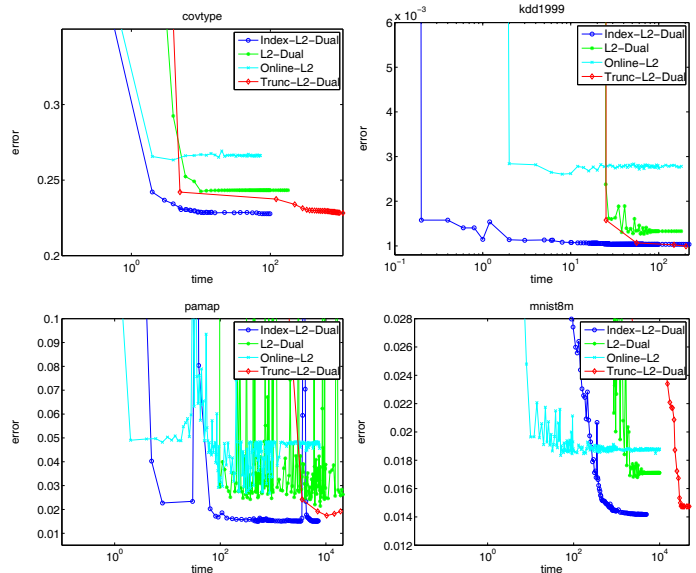 covtype
error
0.35
0.3
0.25
0.2
10^0
10^2
time
Index-L2-Dual
L2-Dual
Online-L2
Trunc-L2-Dual
kdd1999
x 10^-3
error
6
5
4
3
2
1
10^-1
10^0
10^1
10^2
time
Index-L2-Dual
L2-Dual
Online-L2
Trunc-L2-Dual
pamap
error
0.1
0.09
0.08
0.07
0.06
0.05
0.04
0.03
0.02
0.01
10^0
10^2
10^4
time
Index-L2-Dual
L2-Dual
Online-L2
Trunc-L2-Dual
mnist8m
error
0.028
0.026
0.024
0.022
0.02
0.018
0.016
0.014
0.012
10^0
10^2
10^4
time
Index-L2-Dual
L2-Dual
Online-L2
Trunc-L2-Dual